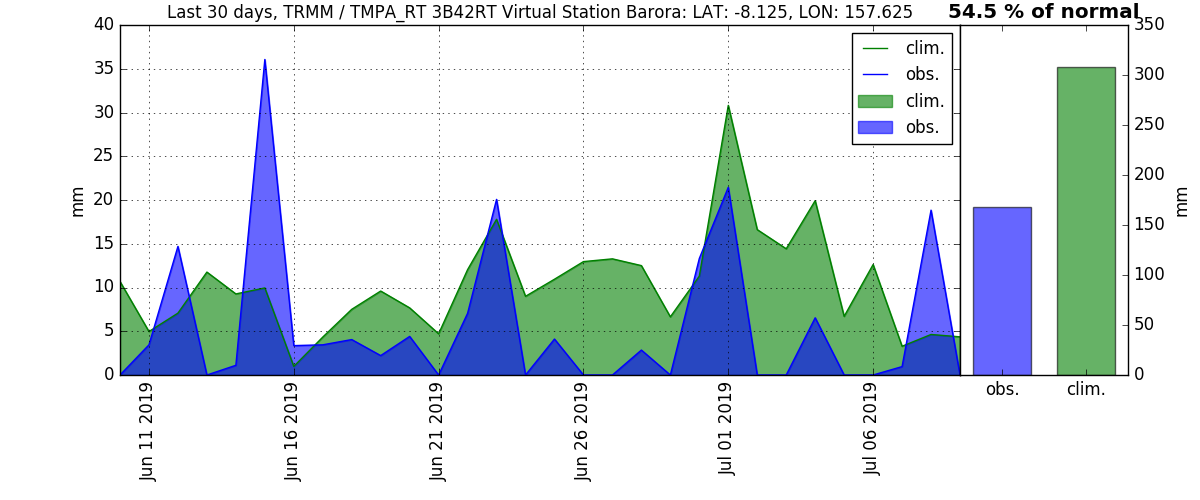 Last 30 days, TRMM / TMPA_RT 3B42RT Virtual Station Barora: LAT: -8.125, LON: 157.625
54.5 % of normal
40
35
30
25
20
15
10
5
0
mm
clim.
obs.
clim.
obs.
Jun 11 2019
Jun 16 2019
Jun 21 2019
Jun 26 2019
Jul 01 2019
Jul 06 2019
350
300
250
200
150
100
50
0
mm
obs.
clim.